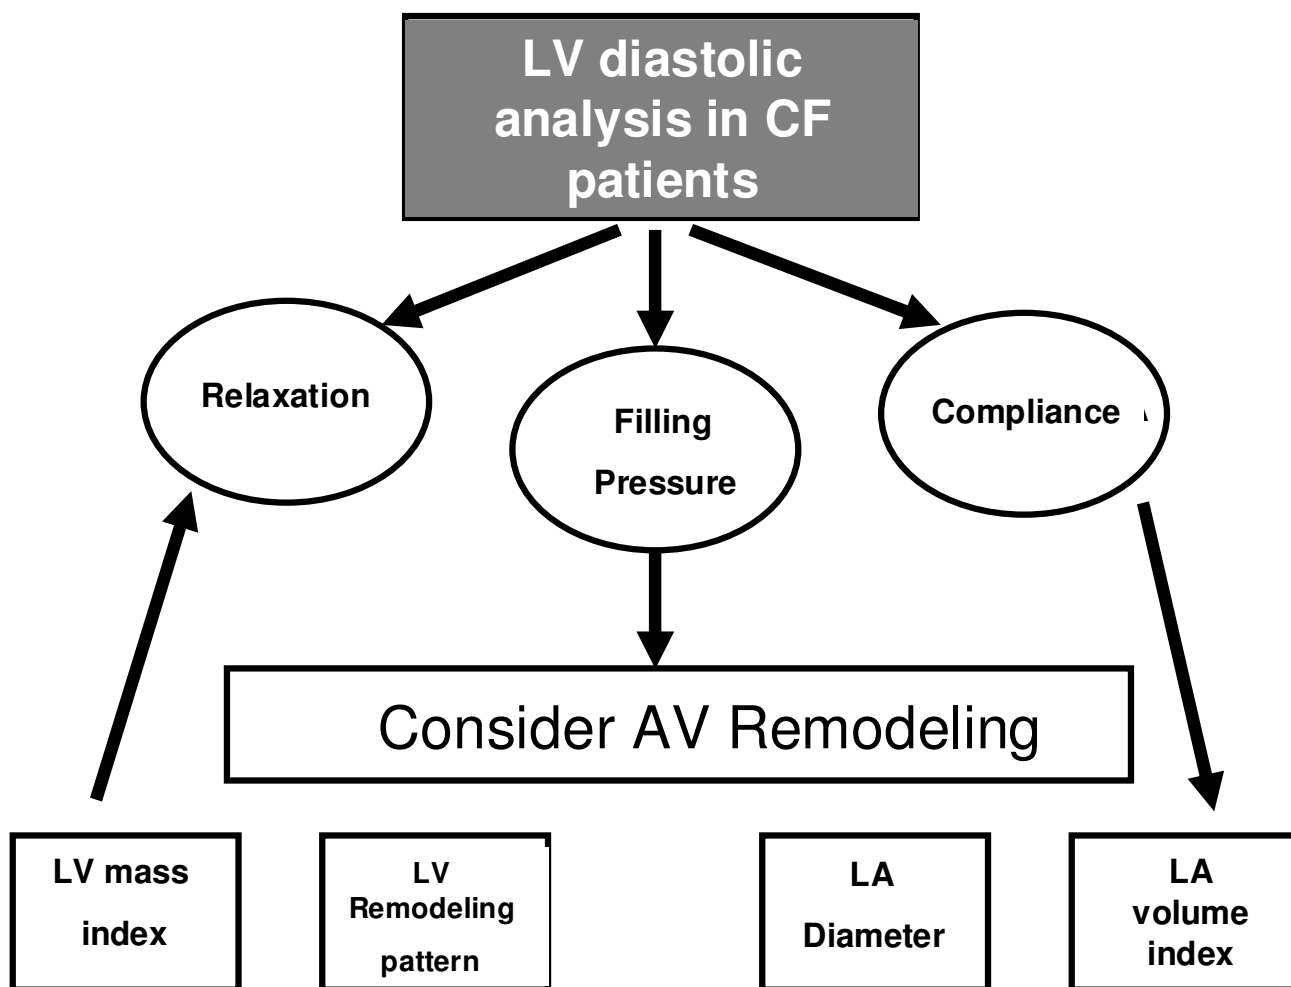 LV diastolic
analysis in CF
patients
Relaxation
Filling
Pressure
Compliance
Consider AV Remodeling
LV mass
index
LV
Remodeling
pattern
LA
Diameter
LA
volume
index